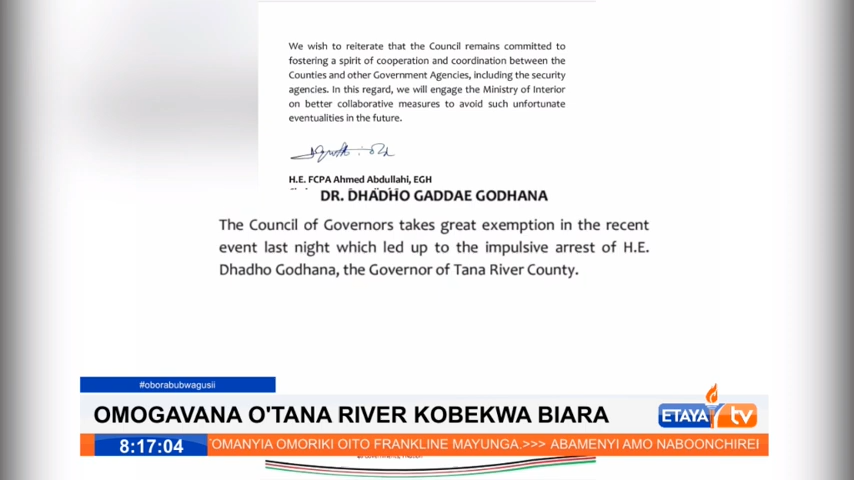 We wish to reiterate that the Council remains committed to
fostering a spirit of cooperation and coordination between the
Counties and other Government Agencies, including the security
agencies. In this regard, we will engage the Ministry of Interior
on better collaborative measures to avoid such unfortunate
eventualities in the future.
H.E. FCPA Ahmed Abdullahi, EGH
DR. DHADHO GADDAE GODHANA
The Council of Governors takes great exemption in the recent
event last night which led up to the impulsive arrest of H.E.
Dhadho Godhana, the Governor of Tana River County.
#oborabubwagusii
OMOGAVANA O'TANA RIVER KOBEKWA BIARA
ETAYA tv
8:17:04 'OMANYIA OMORIKI OITO FRANKLINE MAYUNGA.>>> ABAMENYI AMO NABOONCHIREI